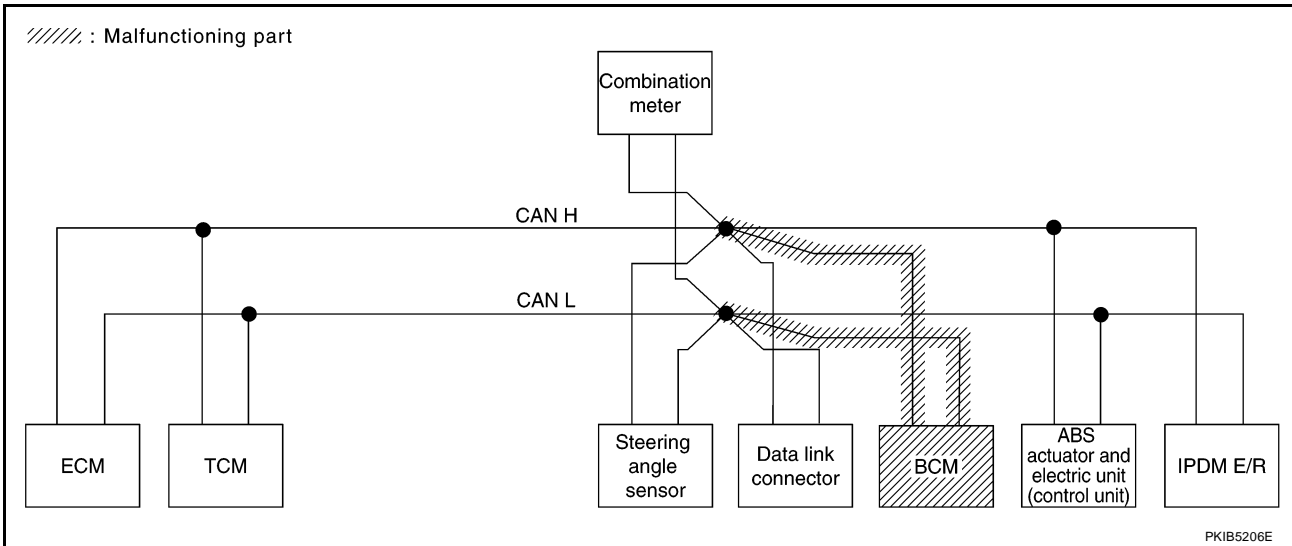 : Malfunctioning part
Combination
meter
CAN H
CAN L
ECM
TCM
Steering
angle
sensor
Data link
connector
BCM
ABS
actuator and
electric unit
(control unit)
IPDM E/R
PKIB5206E